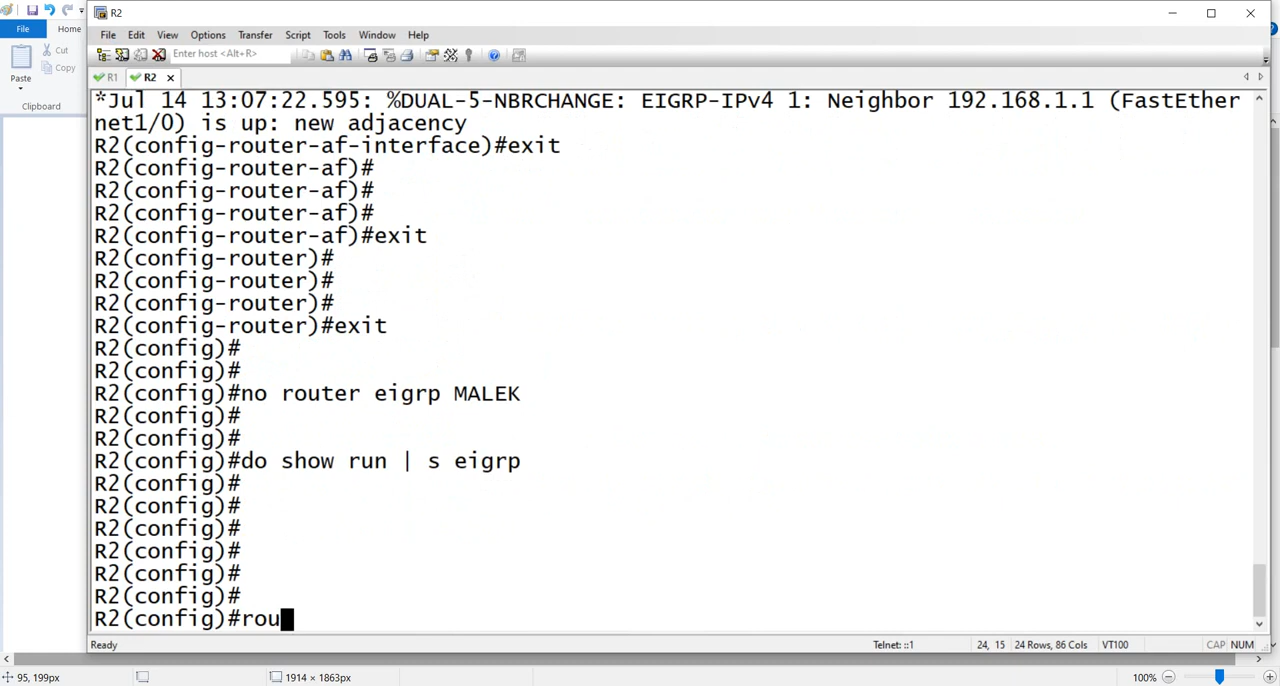 R2
File
Home
File Edit View Options Transfer Script Tools Window Help
Cut
Copy
Paste
Clipboard
Enter host <Alt+R>
R1
R2
*Jul 14 13:07:22.595: %DUAL-5-NBRCHANGE: EIGRP-IPv4 1: Neighbor 192.168.1.1 (FastEther
net1/0) is up: new adjacency
R2(config-router-af-interface)#exit
R2(config-router-af)#
R2(config-router-af)#
R2(config-router-af)#
R2(config-router-af)#exit
R2(config-router)#
R2(config-router)#
R2(config-router)#
R2(config-router)#exit
R2(config)#
R2(config)#
R2(config)#no router eigrp MALEK
R2(config)#
R2(config)#
R2(config)#do show run | s eigrp
R2(config)#
R2(config)#
R2(config)#
R2(config)#
R2(config)#
R2(config)#
R2(config)#rou
Ready Telnet: ::1 24, 15 24 Rows, 86 Cols VT100 CAP NUM
95, 199px 1914 × 1863px 100%